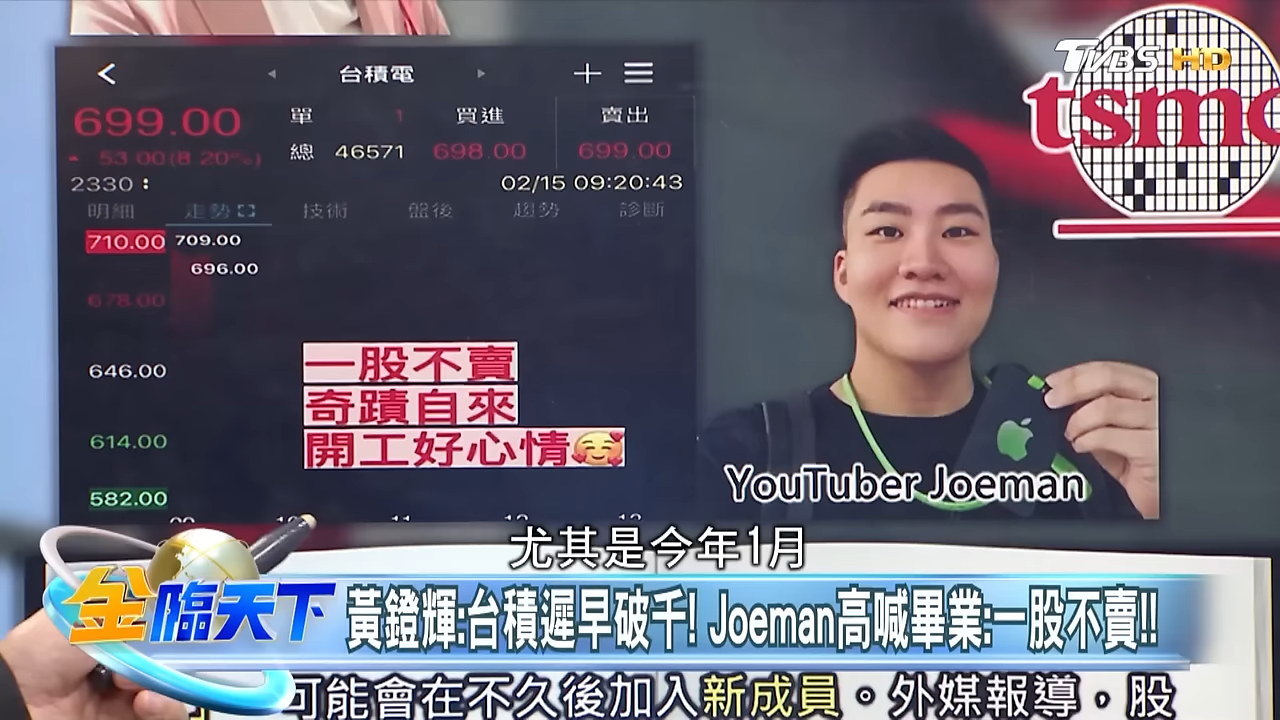 TVBS HD
tsmc
台積電
699.00
單 1 買進 賣出
53.00(8.20%)
總 46571 698.00 699.00
2330 : 02/15 09:20:43
明細 走勢 技術 盤後 趨勢 診斷
710.00 709.00
696.00
678.00
646.00
614.00
582.00
一股不賣
奇蹟自來
開工好心情🥰
YouTuber Joeman
尤其是今年1月
金臨天下
黃鐙輝:台積遲早破千! Joeman高喊畢業:一股不賣!!
可能會在不久後加入新成員。外媒報導，股